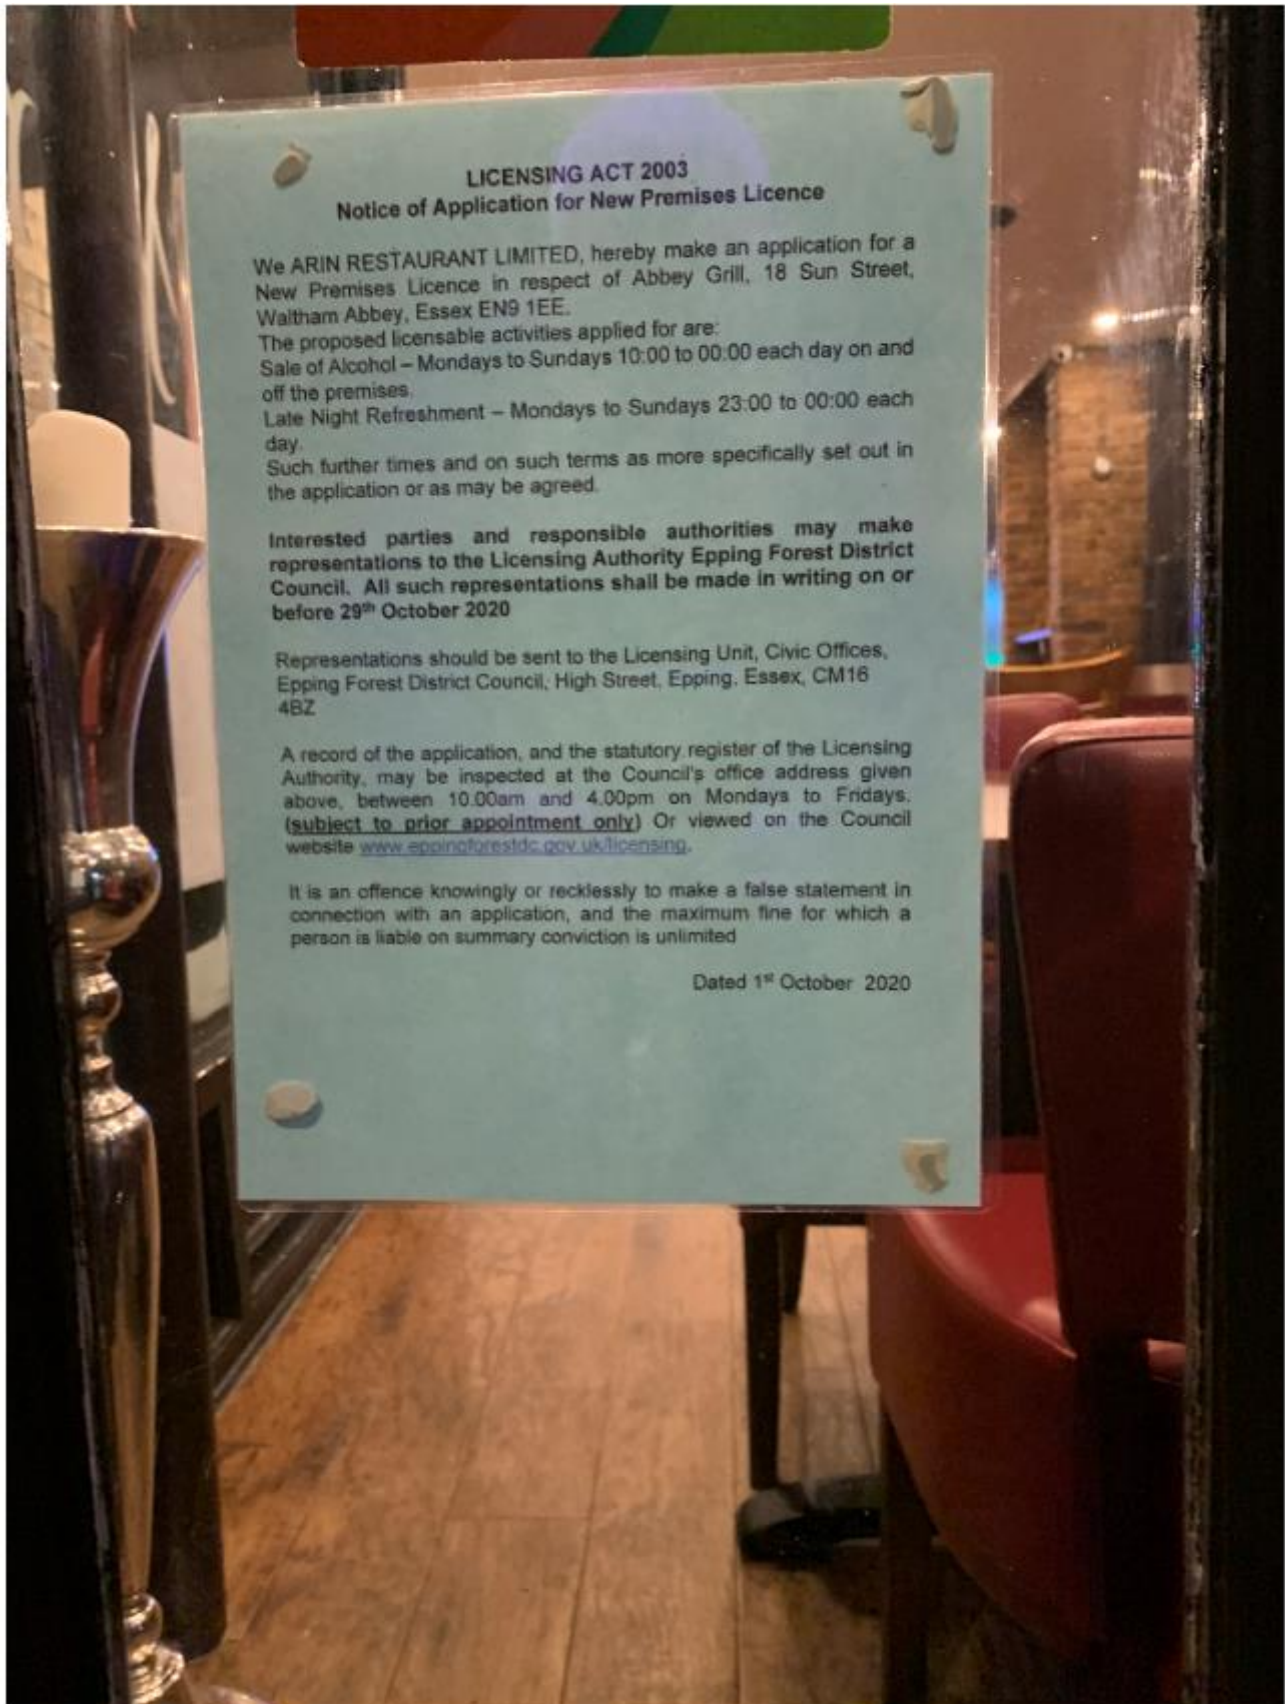 LICENSING ACT 2003
Notice of Application for New Premises Licence
We ARIN RESTAURANT LIMITED, hereby make an application for a
New Premises Licence in respect of Abbey Grill, 18 Sun Street,
Waltham Abbey, Essex EN9 1EE.
The proposed licensable activities applied for are:
Sale of Alcohol – Mondays to Sundays 10:00 to 00:00 each day on and
off the premises.
Late Night Refreshment – Mondays to Sundays 23:00 to 00:00 each
day.
Such further times and on such terms as more specifically set out in
the application or as may be agreed.
Interested parties and responsible authorities may make
representations to the Licensing Authority Epping Forest District
Council. All such representations shall be made in writing on or
before 29th October 2020
Representations should be sent to the Licensing Unit, Civic Offices,
Epping Forest District Council, High Street, Epping. Essex, CM16
4BZ
A record of the application, and the statutory register of the Licensing
Authority, may be inspected at the Council's office address given
above, between 10.00am and 4.00pm on Mondays to Fridays.
(subject to prior appointment only) Or viewed on the Council
website www.eppingforestdc.gov.uk/licensing.
It is an offence knowingly or recklessly to make a false statement in
connection with an application, and the maximum fine for which a
person is liable on summary conviction is unlimited
Dated 1st October 2020